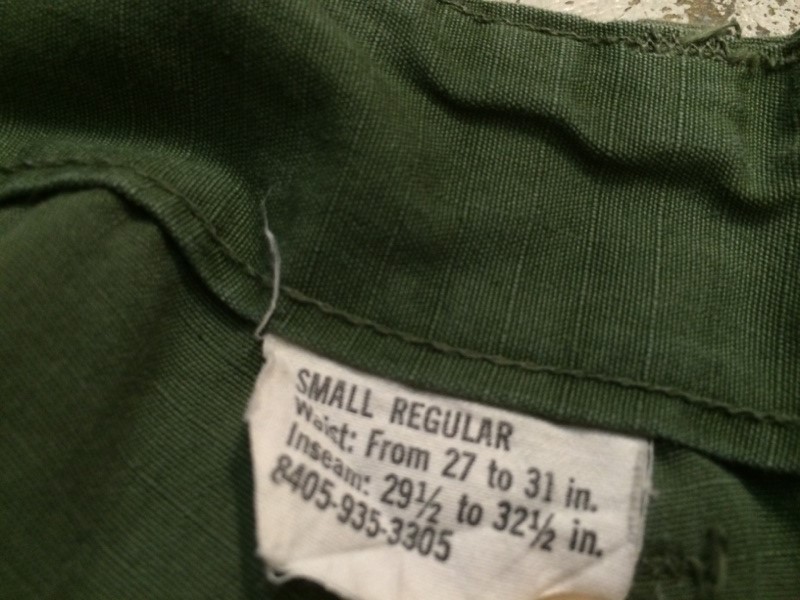 SMALL REGULAR
Waist: From 27 to 31 in.
Inseam: 29½ to 32½ in.
8405-935-3305